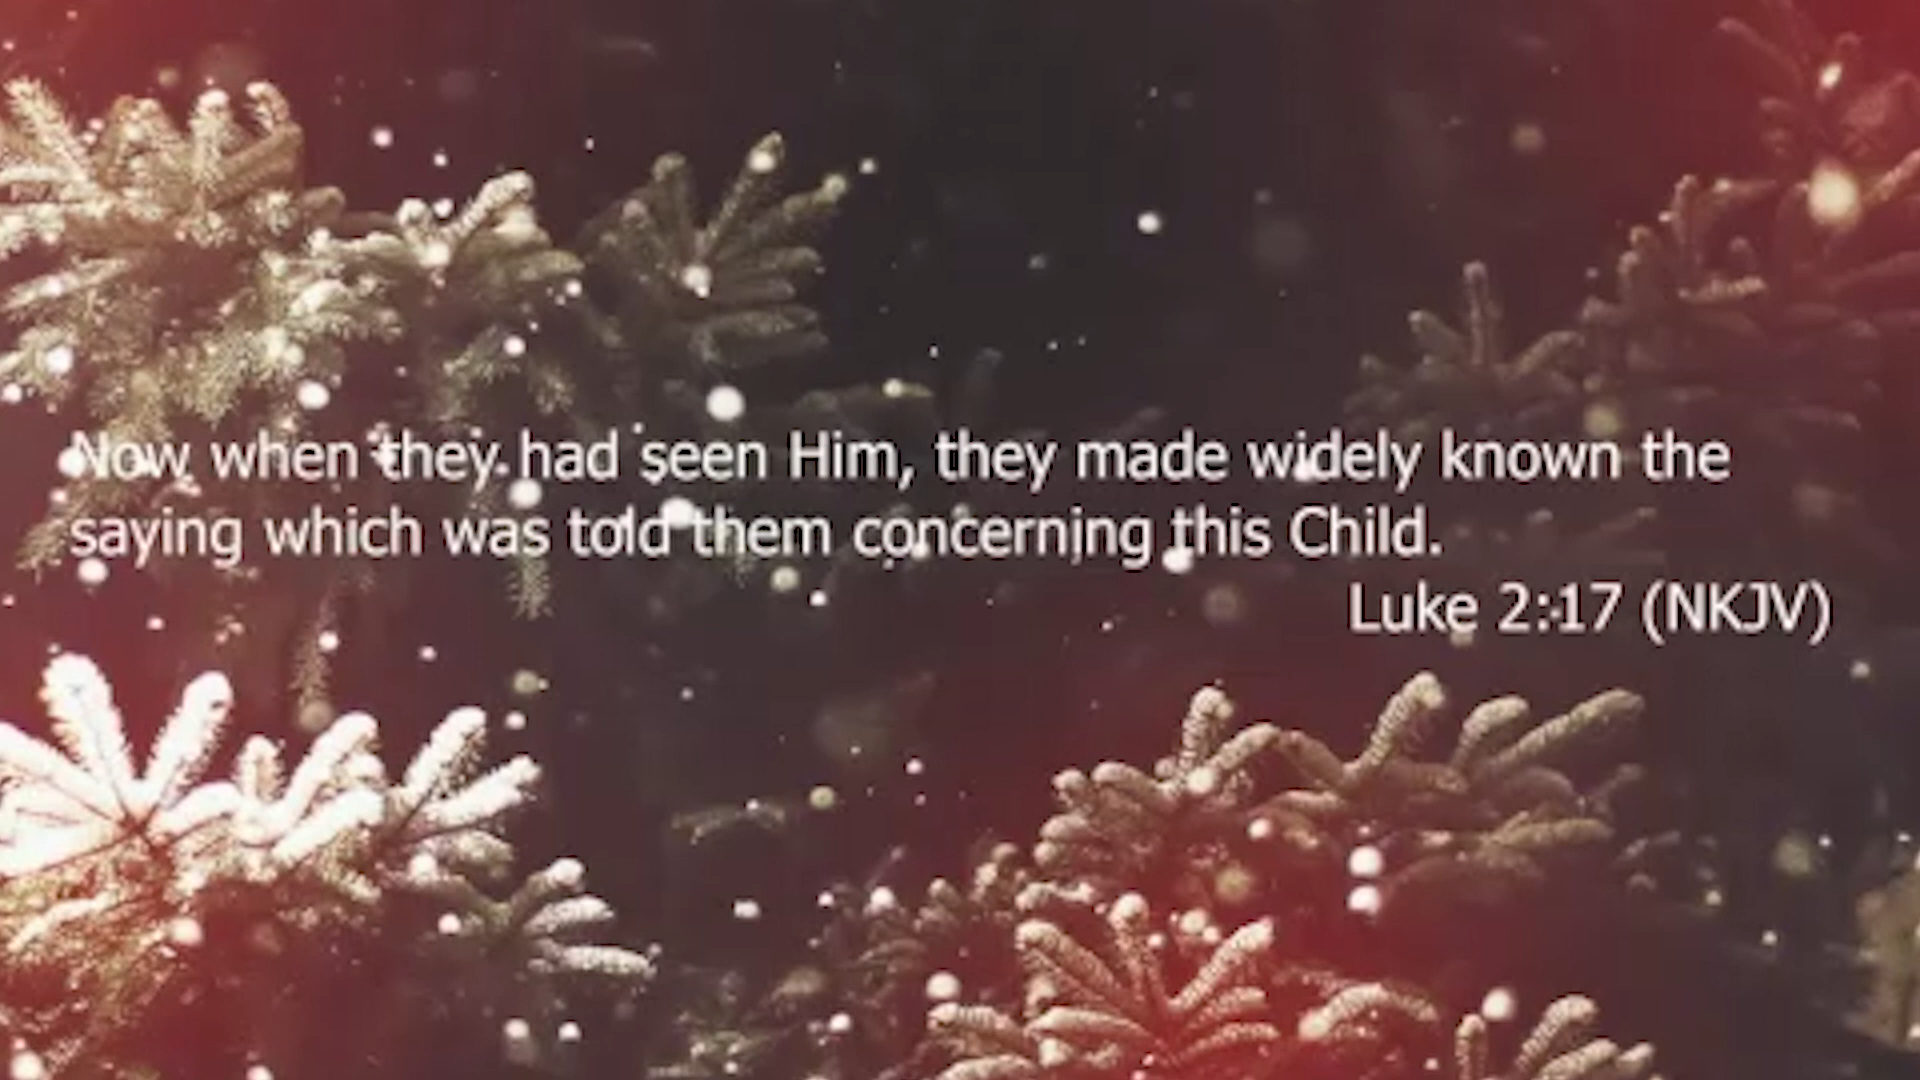 Now when they had seen Him, they made widely known the
saying which was told them concerning this Child.
Luke 2:17 (NKJV)